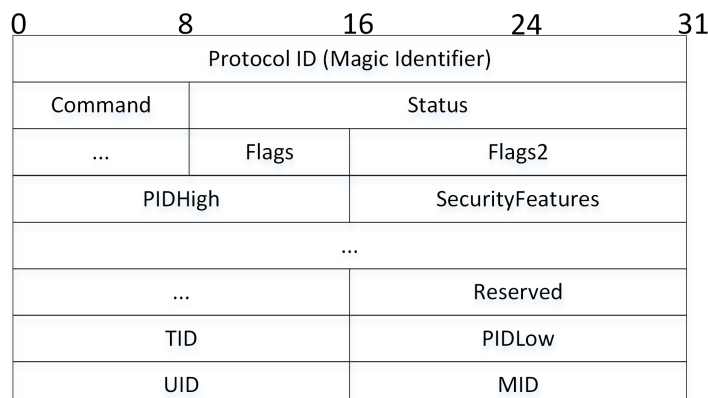 0 8 16 24 31
Protocol ID (Magic Identifier)
Command Status
... Flags Flags2
PIDHigh SecurityFeatures
...
... Reserved
TID PIDLow
UID MID